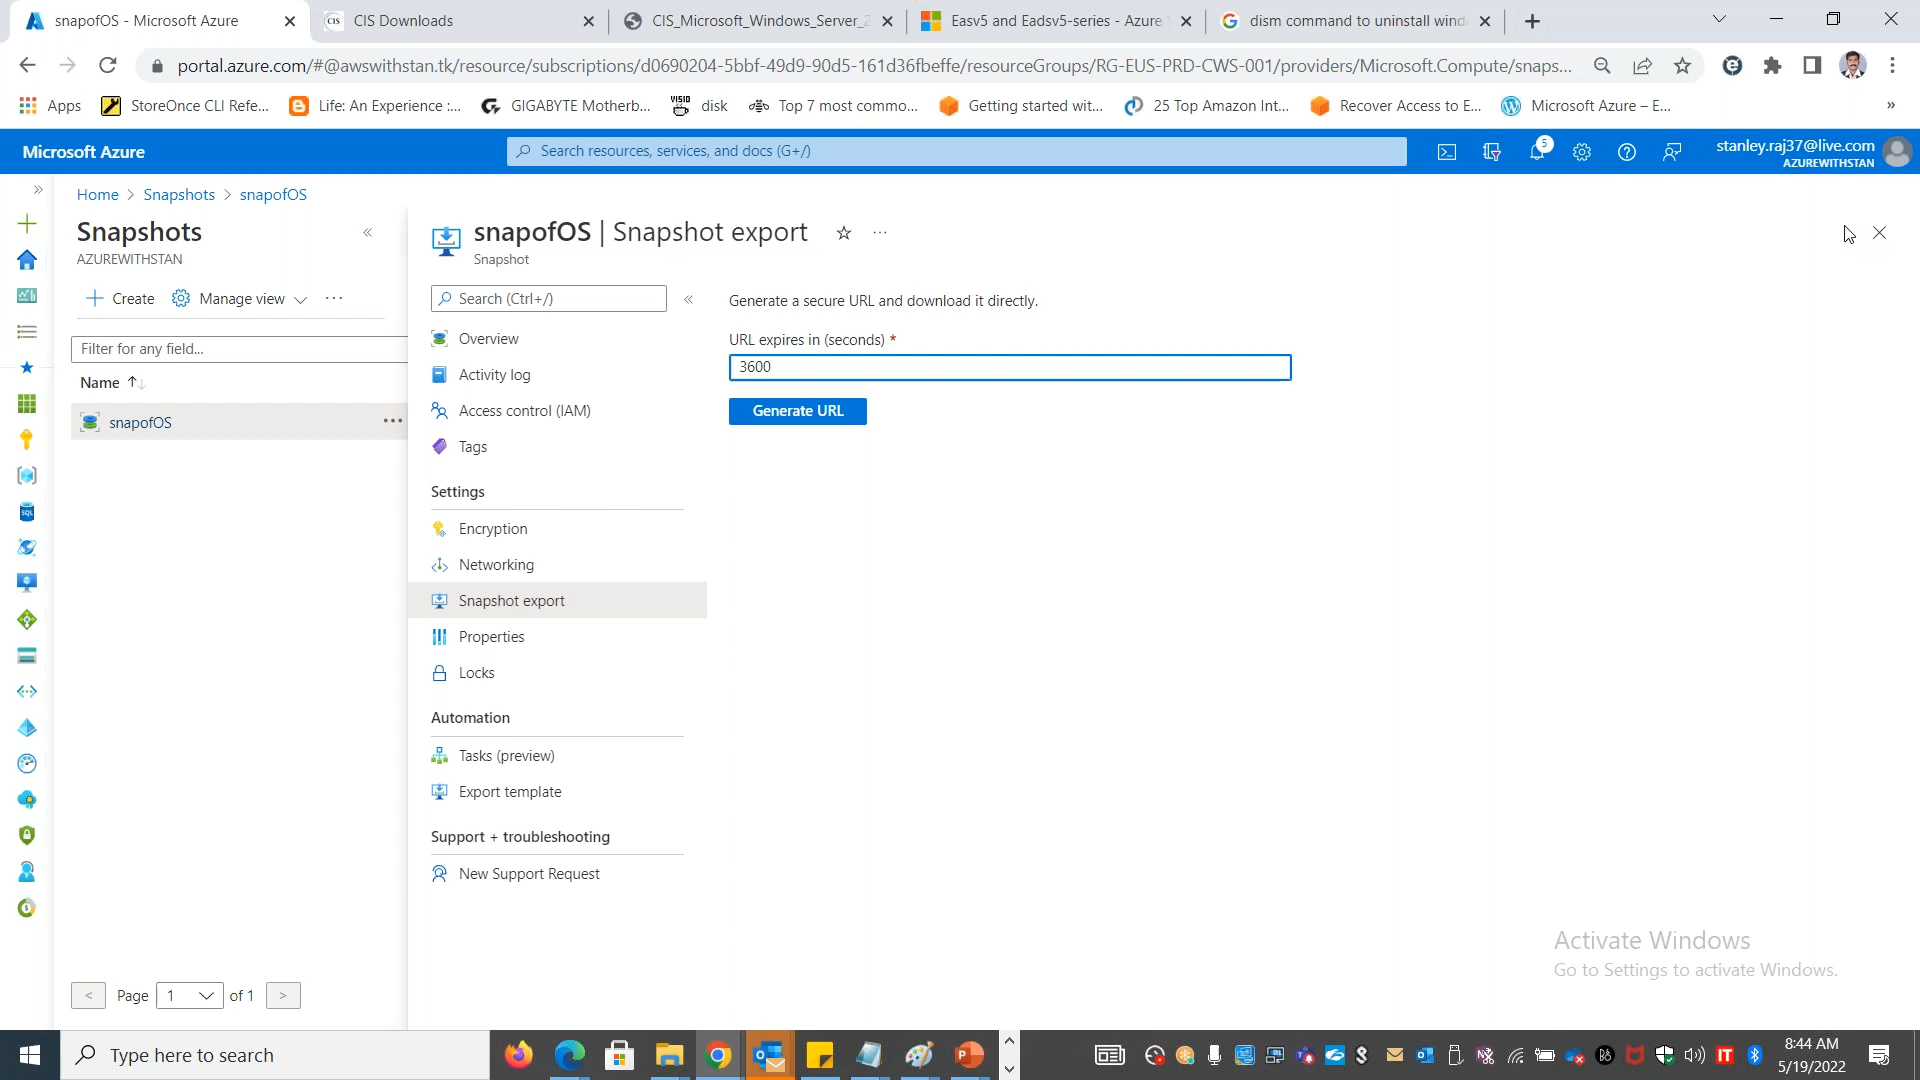 snapofOS - Microsoft Azure
CIS Downloads
CIS_Microsoft_Windows_Server_2
Easv5 and Eadsv5-series - Azure
dism command to uninstall wind
portal.azure.com/#@awswithstan.tk/resource/subscriptions/d0690204-5bbf-49d9-90d5-161d36fbeffe/resourceGroups/RG-EUS-PRD-CWS-001/providers/Microsoft.Compute/snaps...
Apps
StoreOnce CLI Refe...
Life: An Experience :...
GIGABYTE Motherb...
disk
Top 7 most commo...
Getting started wit...
25 Top Amazon Int...
Recover Access to E...
Microsoft Azure – E...
»
Microsoft Azure
Search resources, services, and docs (G+/)
5
stanley.raj37@live.com
AZUREWITHSTAN
Home > Snapshots > snapofOS
Snapshots
AZUREWITHSTAN
Create
Manage view
Filter for any field...
Name
snapofOS
Page 1 of 1
snapofOS | Snapshot export
Snapshot
Search (Ctrl+/)
Overview
Activity log
Access control (IAM)
Tags
Settings
Encryption
Networking
Snapshot export
Properties
Locks
Automation
Tasks (preview)
Export template
Support + troubleshooting
New Support Request
Generate a secure URL and download it directly.
URL expires in (seconds) *
3600
Generate URL
Activate Windows
Go to Settings to activate Windows.
Type here to search
8:44 AM
5/19/2022